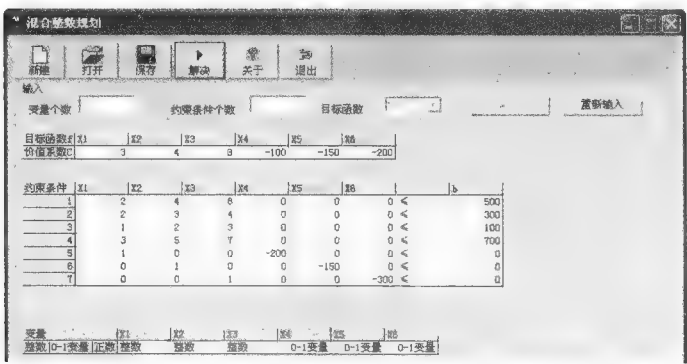 混合整数规划
新建 打开 保存 解决 关于 退出
输入
变量个数 约束条件个数 目标函数 重新输入
目标函数f X1 X2 X3 X4 X5 X6
价值系数C 3 4 8 -100 -150 -200
约束条件 X1 X2 X3 X4 X5 X6 b
1 2 4 8 0 0 0 ≤ 500
2 2 3 4 0 0 0 ≤ 300
3 1 2 3 0 0 0 ≤ 100
4 3 5 7 0 0 0 ≤ 700
5 1 0 0 -200 0 0 ≤ 0
6 0 1 0 0 -150 0 ≤ 0
7 0 0 1 0 0 -300 ≤ 0
变量 X1 X2 X3 X4 X5 X6
整数|0-1变量|正数 整数 整数 整数 0-1变量 0-1变量 0-1变量